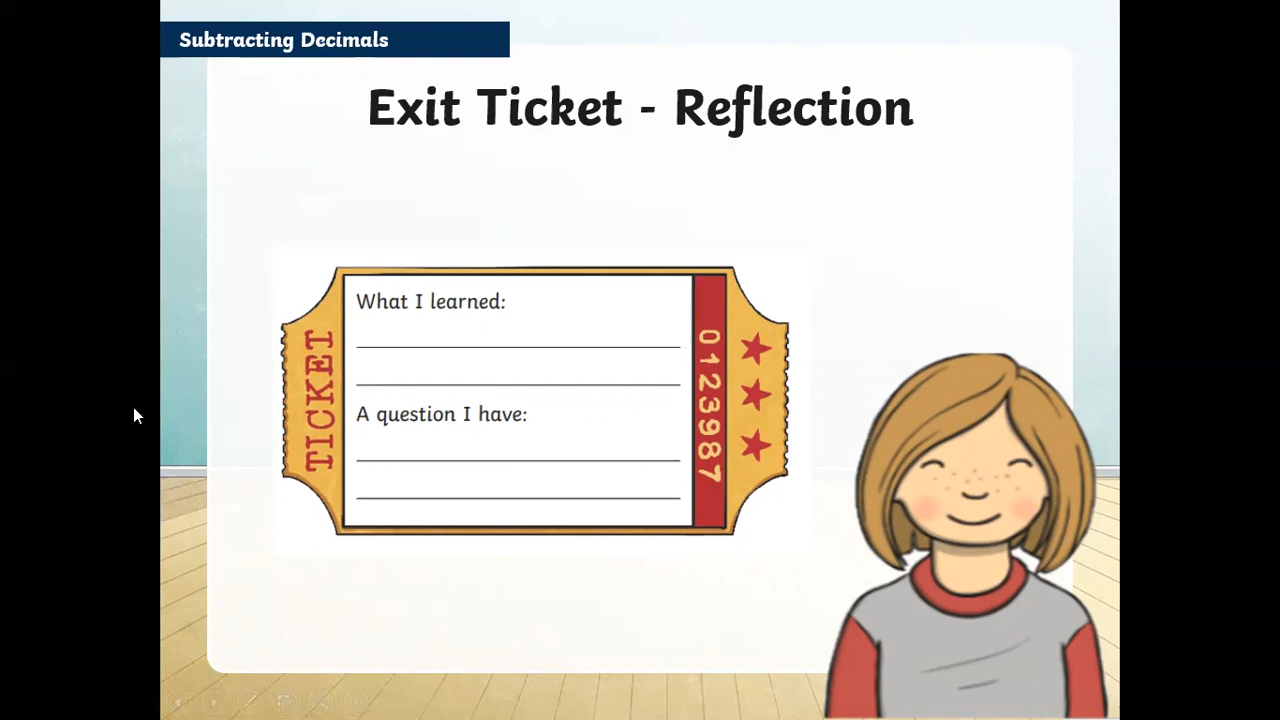 Subtracting Decimals
Exit Ticket - Reflection
TICKET
What I learned:
A question I have:
0123987